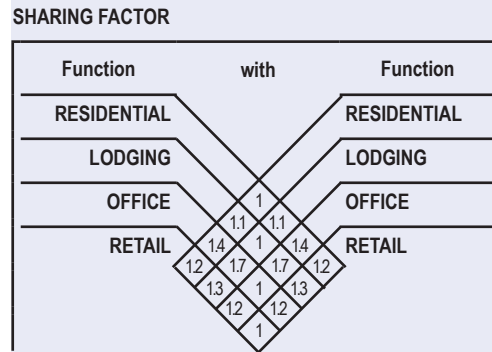 SHARING FACTOR
Function with Function
RESIDENTIAL RESIDENTIAL
LODGING LODGING
OFFICE 1 OFFICE
1.1 1.1
RETAIL 1.4 1 1.4 RETAIL
1.2 1.7 1.7 1.2
1.3 1 1.3
1.2 1.2
1